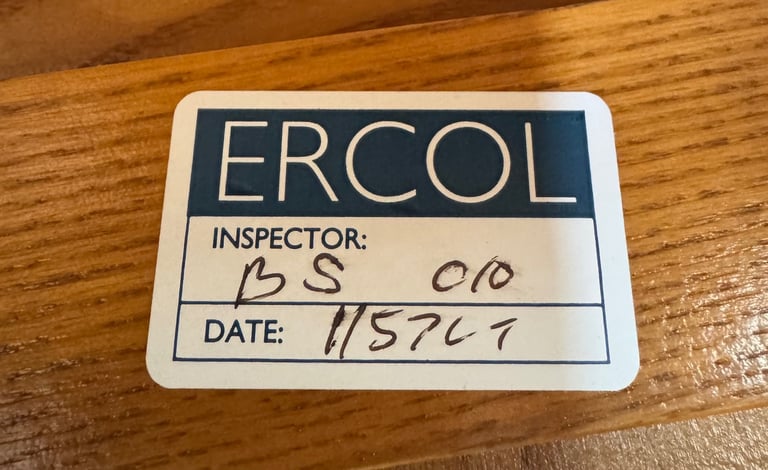 ERCOL
INSPECTOR:
BS 010
DATE: